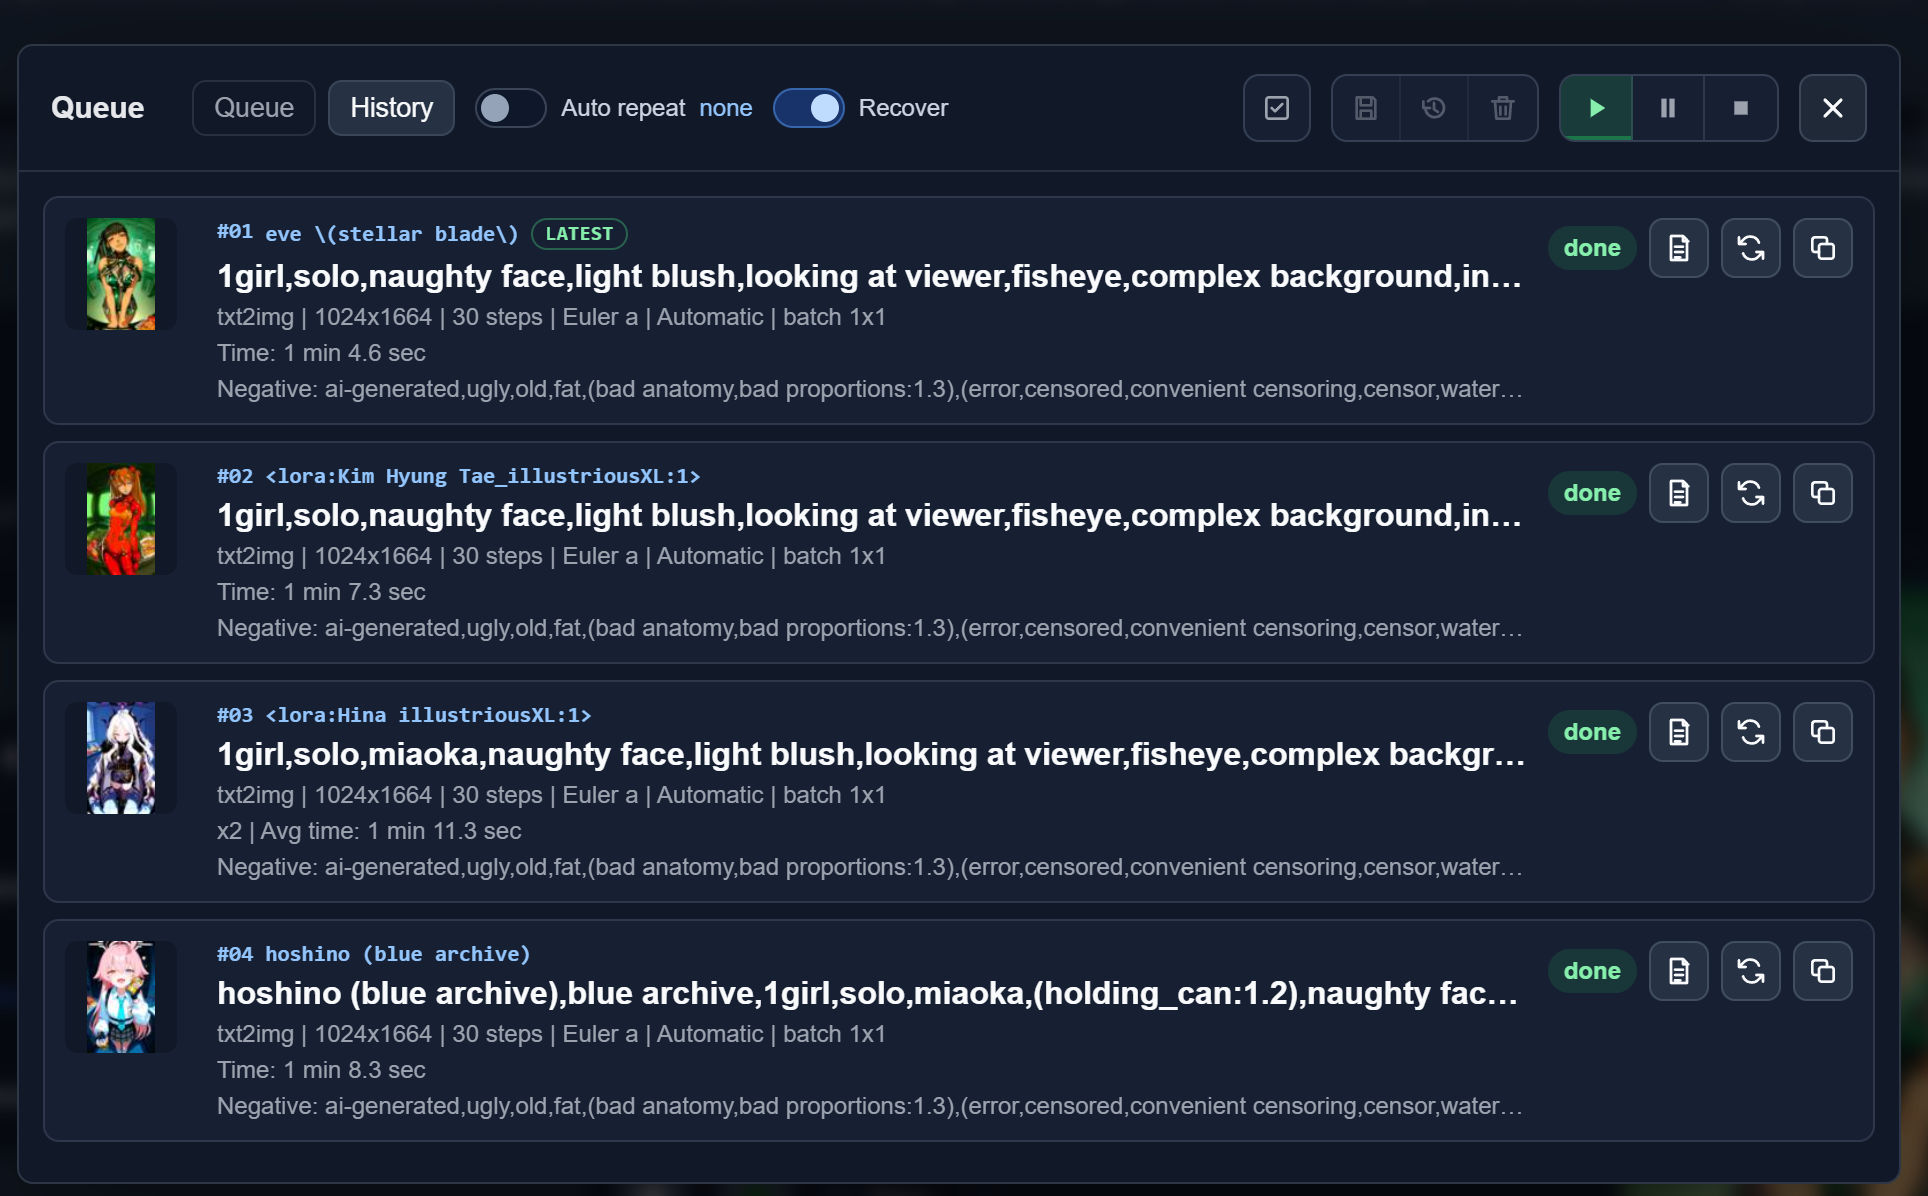 Queue
Queue
History
Auto repeat none
Recover
#01 eve \(stellar blade\) LATEST
1girl,solo,naughty face,light blush,looking at viewer,fisheye,complex background,in…
done
txt2img | 1024x1664 | 30 steps | Euler a | Automatic | batch 1x1
Time: 1 min 4.6 sec
Negative: ai-generated,ugly,old,fat,(bad anatomy,bad proportions:1.3),(error,censored,convenient censoring,censor,water…
#02 <lora:Kim Hyung Tae_illustriousXL:1>
1girl,solo,naughty face,light blush,looking at viewer,fisheye,complex background,in…
done
txt2img | 1024x1664 | 30 steps | Euler a | Automatic | batch 1x1
Time: 1 min 7.3 sec
Negative: ai-generated,ugly,old,fat,(bad anatomy,bad proportions:1.3),(error,censored,convenient censoring,censor,water…
#03 <lora:Hina illustriousXL:1>
1girl,solo,miaoka,naughty face,light blush,looking at viewer,fisheye,complex backgr…
done
txt2img | 1024x1664 | 30 steps | Euler a | Automatic | batch 1x1
x2 | Avg time: 1 min 11.3 sec
Negative: ai-generated,ugly,old,fat,(bad anatomy,bad proportions:1.3),(error,censored,convenient censoring,censor,water…
#04 hoshino (blue archive)
hoshino (blue archive),blue archive,1girl,solo,miaoka,(holding_can:1.2),naughty fac…
done
txt2img | 1024x1664 | 30 steps | Euler a | Automatic | batch 1x1
Time: 1 min 8.3 sec
Negative: ai-generated,ugly,old,fat,(bad anatomy,bad proportions:1.3),(error,censored,convenient censoring,censor,water…